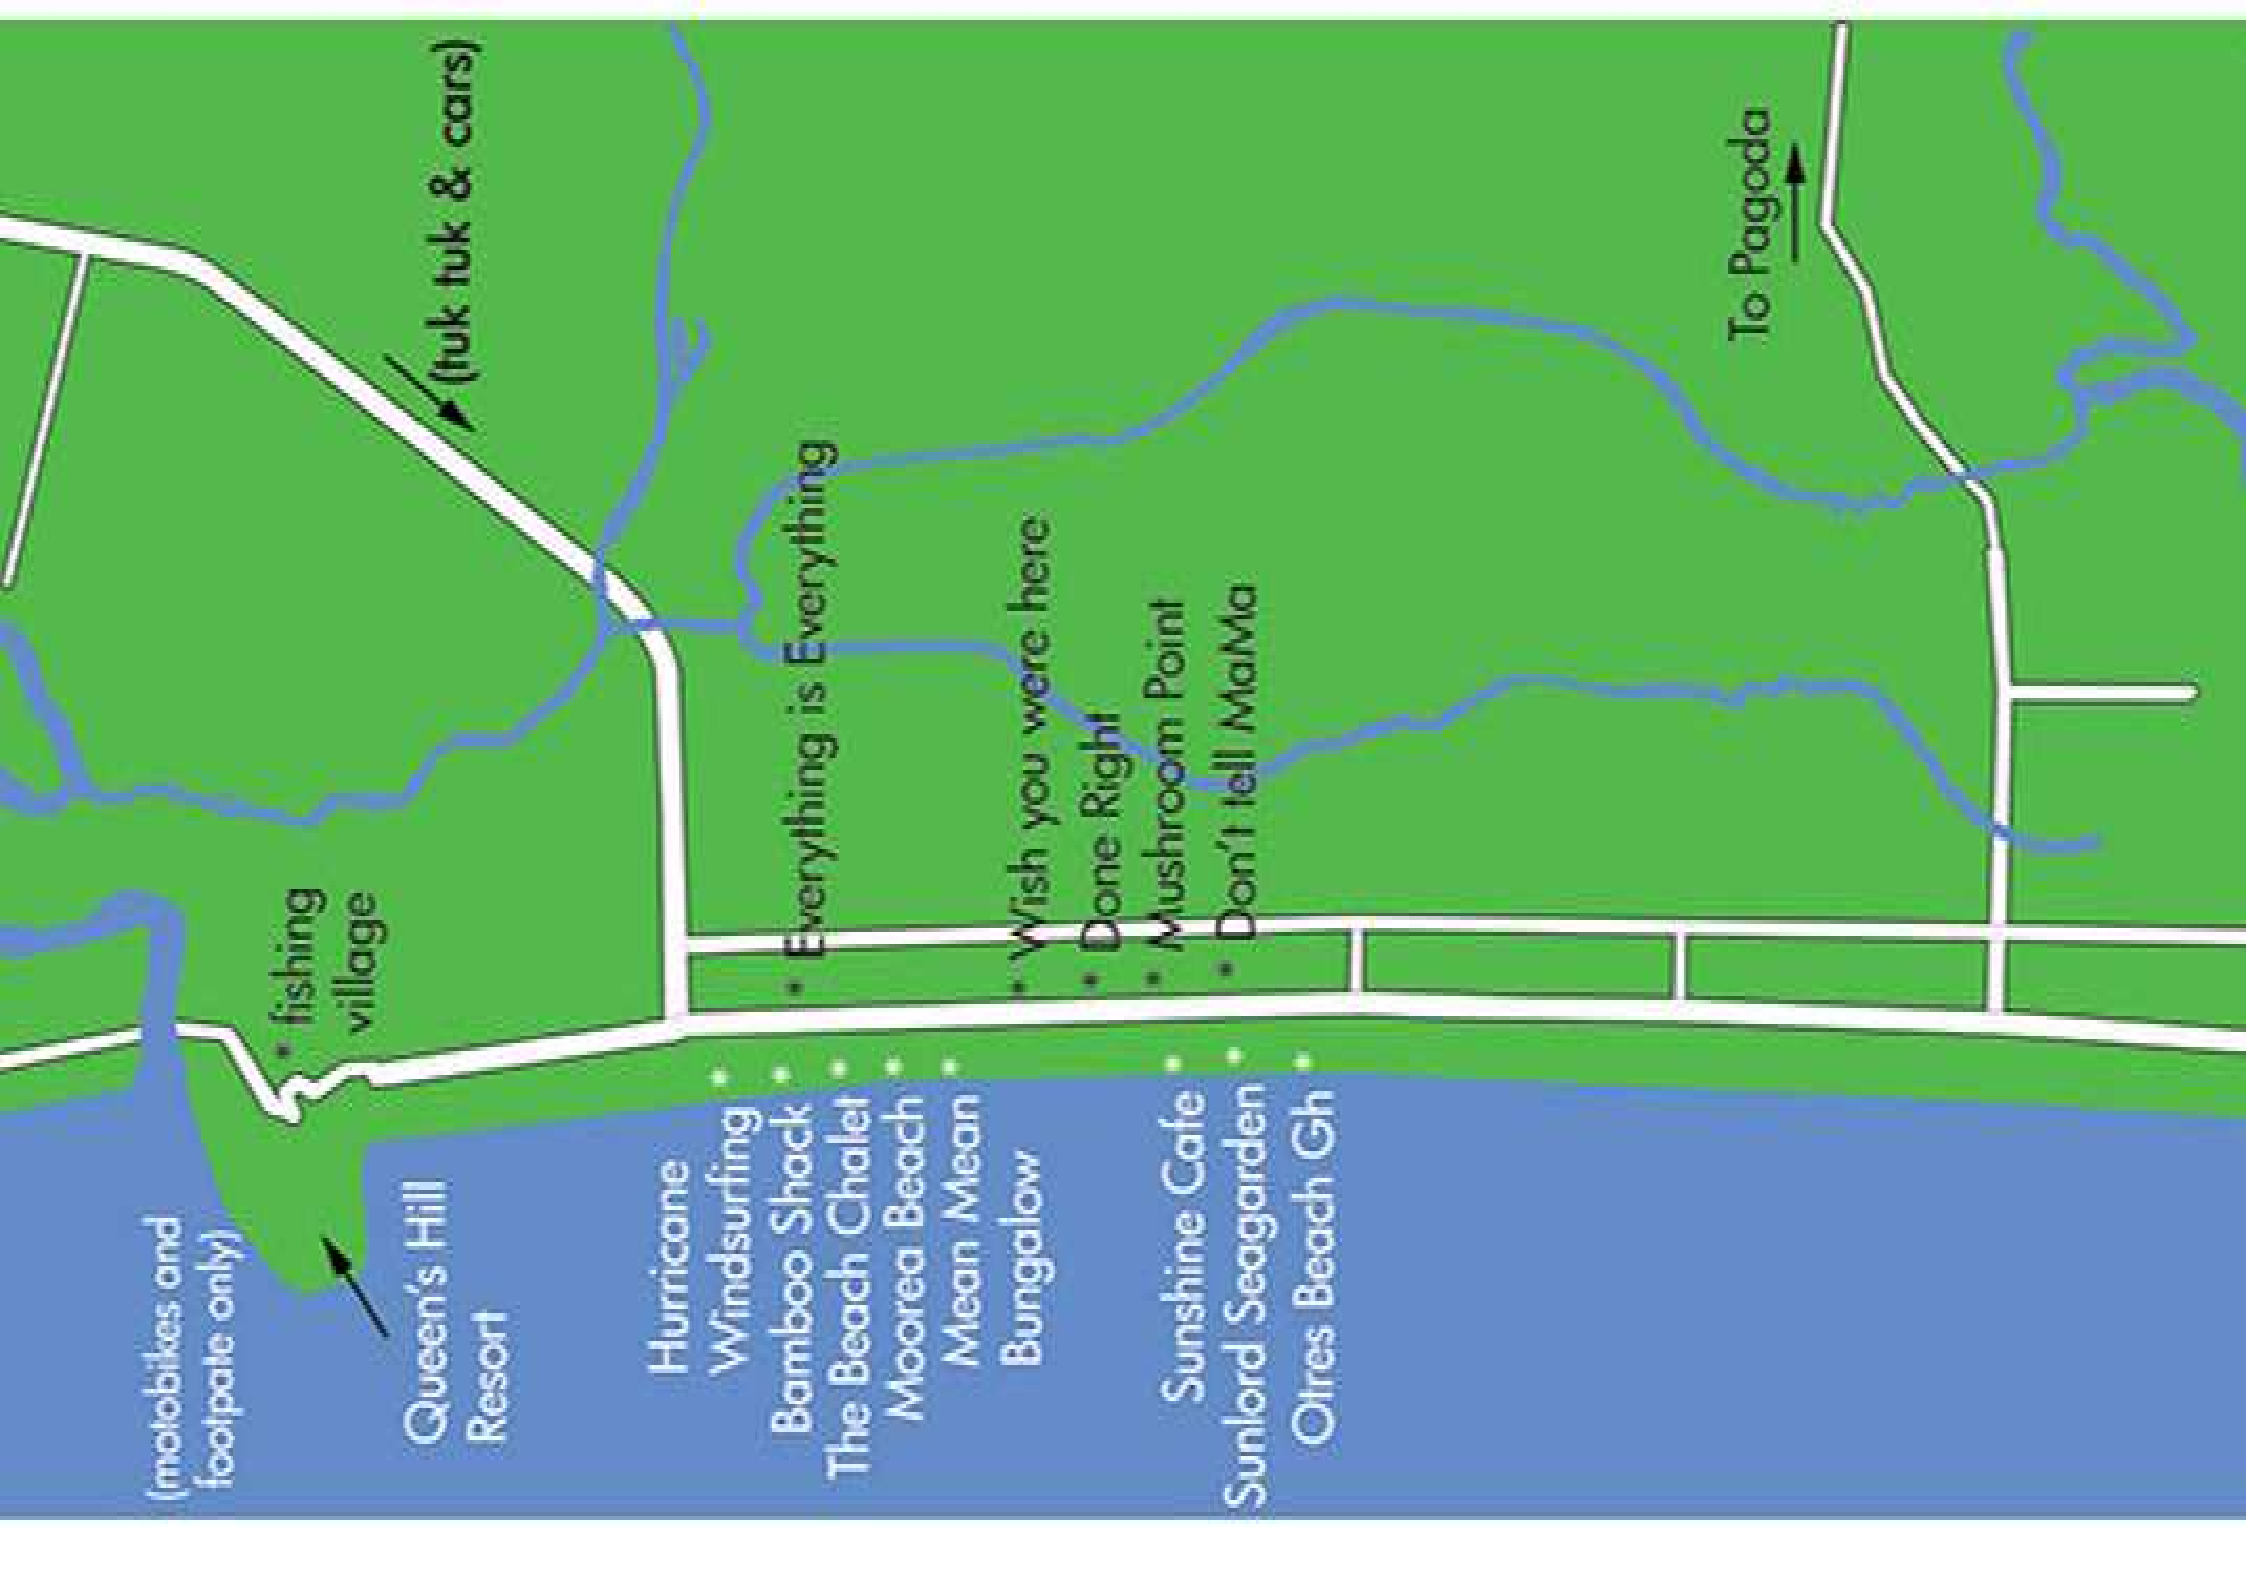 (tuk tuk & cars)
To Pagoda
fishing
village
Everything is Everything
Wish you were here
Done Right
Mushroom Point
Don't tell MaMa
(motobikes and
footpate only)
Queen's Hill
Resort
Hurricane
Windsurfing
Bamboo Shack
The Beach Chalet
Moorea Beach
Mean Mean
Bungalow
Sunshine Cafe
Sunlord Seagarden
Otres Beach Gh